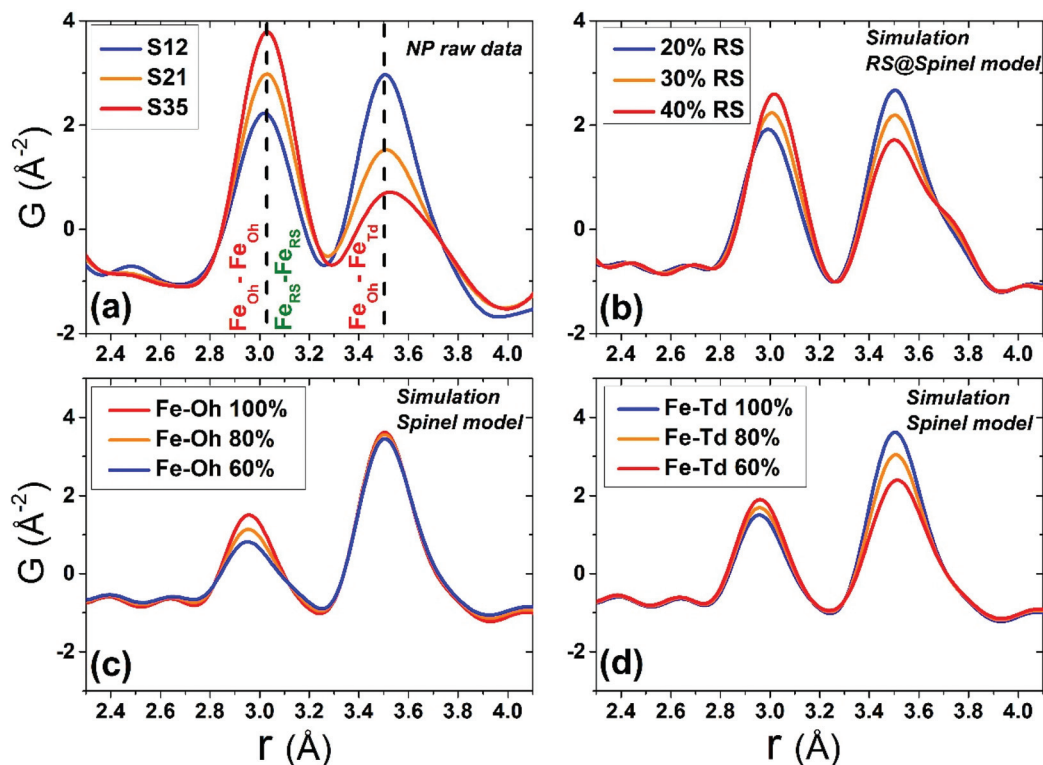 S12
S21
S35
NP raw data
4
2
0
-2
G (Å⁻²)
Fe_Oh - Fe_Oh
Fe_RS-Fe_RS
Fe_Oh - Fe_Td
(a)
2.4 2.6 2.8 3.0 3.2 3.4 3.6 3.8 4.0
20% RS
30% RS
40% RS
Simulation
RS@Spinel model
4
2
0
-2
(b)
2.4 2.6 2.8 3.0 3.2 3.4 3.6 3.8 4.0
Fe-Oh 100%
Fe-Oh 80%
Fe-Oh 60%
Simulation
Spinel model
4
2
0
-2
G (Å⁻²)
(c)
2.4 2.6 2.8 3.0 3.2 3.4 3.6 3.8 4.0
r (Å)
Fe-Td 100%
Fe-Td 80%
Fe-Td 60%
Simulation
Spinel model
4
2
0
-2
(d)
2.4 2.6 2.8 3.0 3.2 3.4 3.6 3.8 4.0
r (Å)